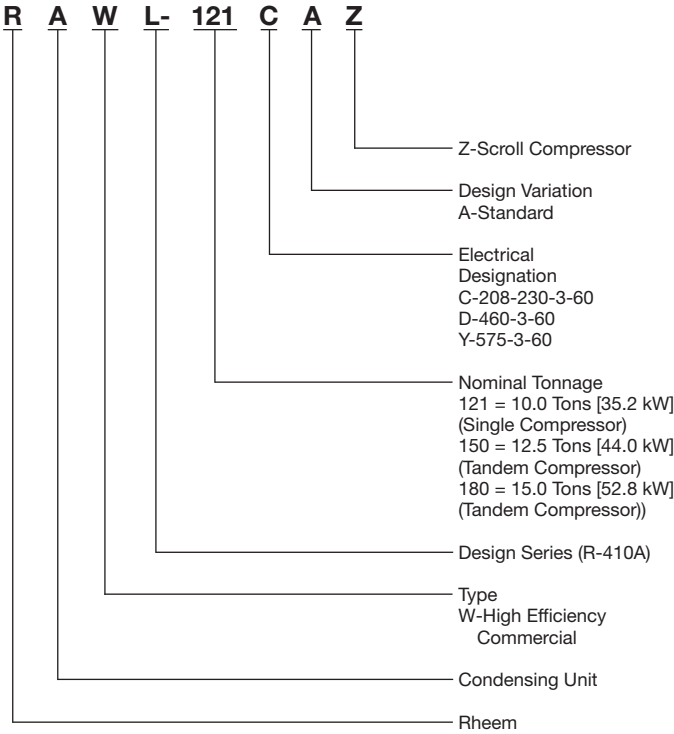 R A W L- 121 C A Z
Z-Scroll Compressor
Design Variation
A-Standard
Electrical
Designation
C-208-230-3-60
D-460-3-60
Y-575-3-60
Nominal Tonnage
121 = 10.0 Tons [35.2 kW]
(Single Compressor)
150 = 12.5 Tons [44.0 kW]
(Tandem Compressor)
180 = 15.0 Tons [52.8 kW]
(Tandem Compressor))
Design Series (R-410A)
Type
W-High Efficiency
Commercial
Condensing Unit
Rheem